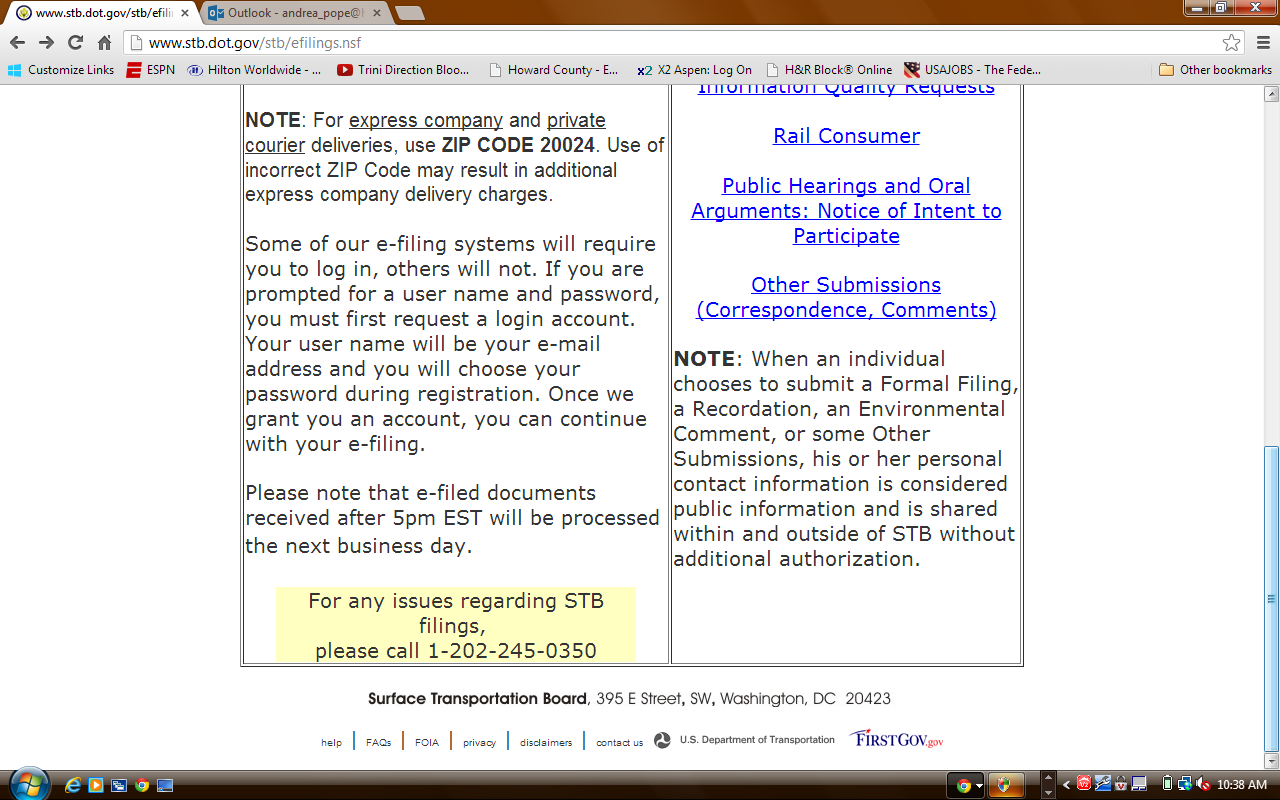 www.stb.dot.gov/stb/efili
Outlook - andrea_pope@
www.stb.dot.gov/stb/efilings.nsf
Customize Links
ESPN
Hilton Worldwide - ...
Trini Direction Bloo...
Howard County - E...
x2 X2 Aspen: Log On
H&R Block® Online
USAJOBS - The Fede...
Other bookmarks
NOTE: For express company and private
courier deliveries, use ZIP CODE 20024. Use of
incorrect ZIP Code may result in additional
express company delivery charges.
Some of our e-filing systems will require
you to log in, others will not. If you are
prompted for a user name and password,
you must first request a login account.
Your user name will be your e-mail
address and you will choose your
password during registration. Once we
grant you an account, you can continue
with your e-filing.
Please note that e-filed documents
received after 5pm EST will be processed
the next business day.
For any issues regarding STB
filings,
please call 1-202-245-0350
Information Quality Requests
Rail Consumer
Public Hearings and Oral
Arguments: Notice of Intent to
Participate
Other Submissions
(Correspondence, Comments)
NOTE: When an individual
chooses to submit a Formal Filing,
a Recordation, an Environmental
Comment, or some Other
Submissions, his or her personal
contact information is considered
public information and is shared
within and outside of STB without
additional authorization.
Surface Transportation Board, 395 E Street, SW, Washington, DC 20423
help
FAQs
FOIA
privacy
disclaimers
contact us
U.S. Department of Transportation
FIRSTGOV.gov
10:38 AM